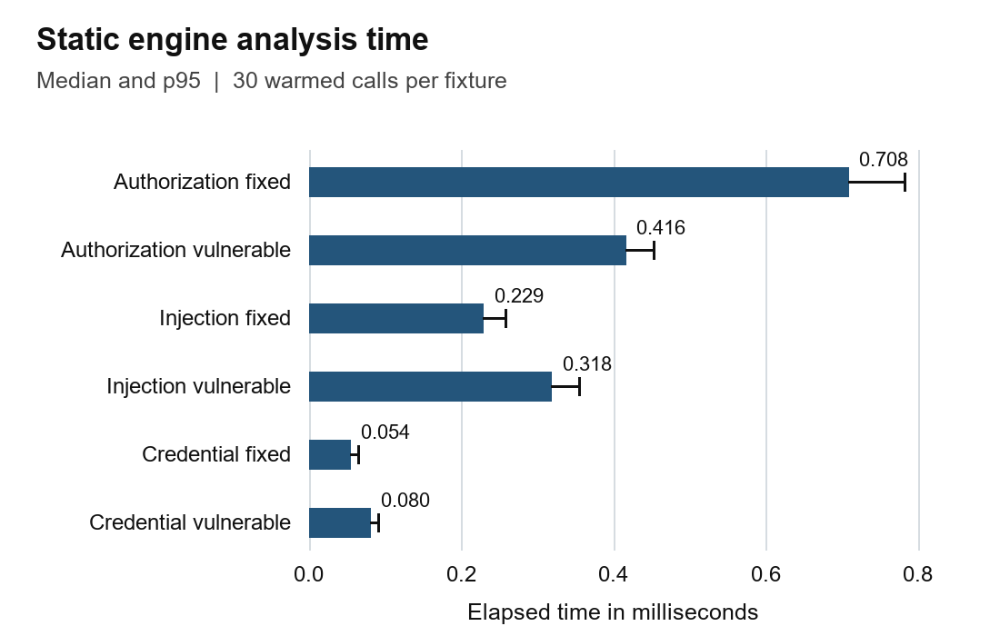 Static engine analysis time
Median and p95 | 30 warmed calls per fixture
Authorization fixed 0.708
Authorization vulnerable 0.416
Injection fixed 0.229
Injection vulnerable 0.318
Credential fixed 0.054
Credential vulnerable 0.080
0.0 0.2 0.4 0.6 0.8
Elapsed time in milliseconds